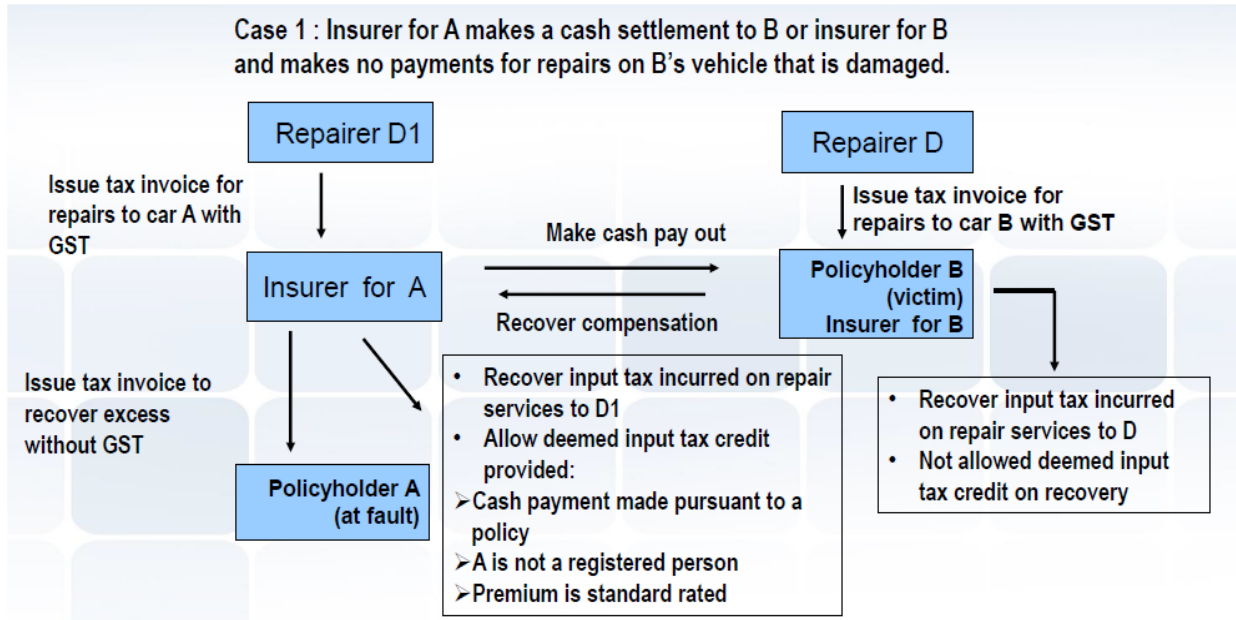 Case 1 : Insurer for A makes a cash settlement to B or insurer for B
and makes no payments for repairs on B's vehicle that is damaged.
Repairer D1
Repairer D
Issue tax invoice for
repairs to car A with
GST
Issue tax invoice for
repairs to car B with GST
Make cash pay out
Insurer for A
Policyholder B
(victim)
Insurer for B
Recover compensation
Issue tax invoice to
recover excess
without GST
Policyholder A
(at fault)
• Recover input tax incurred on repair
services to D1
• Allow deemed input tax credit
provided:
➢Cash payment made pursuant to a
policy
➢A is not a registered person
➢Premium is standard rated
• Recover input tax incurred
on repair services to D
• Not allowed deemed input
tax credit on recovery